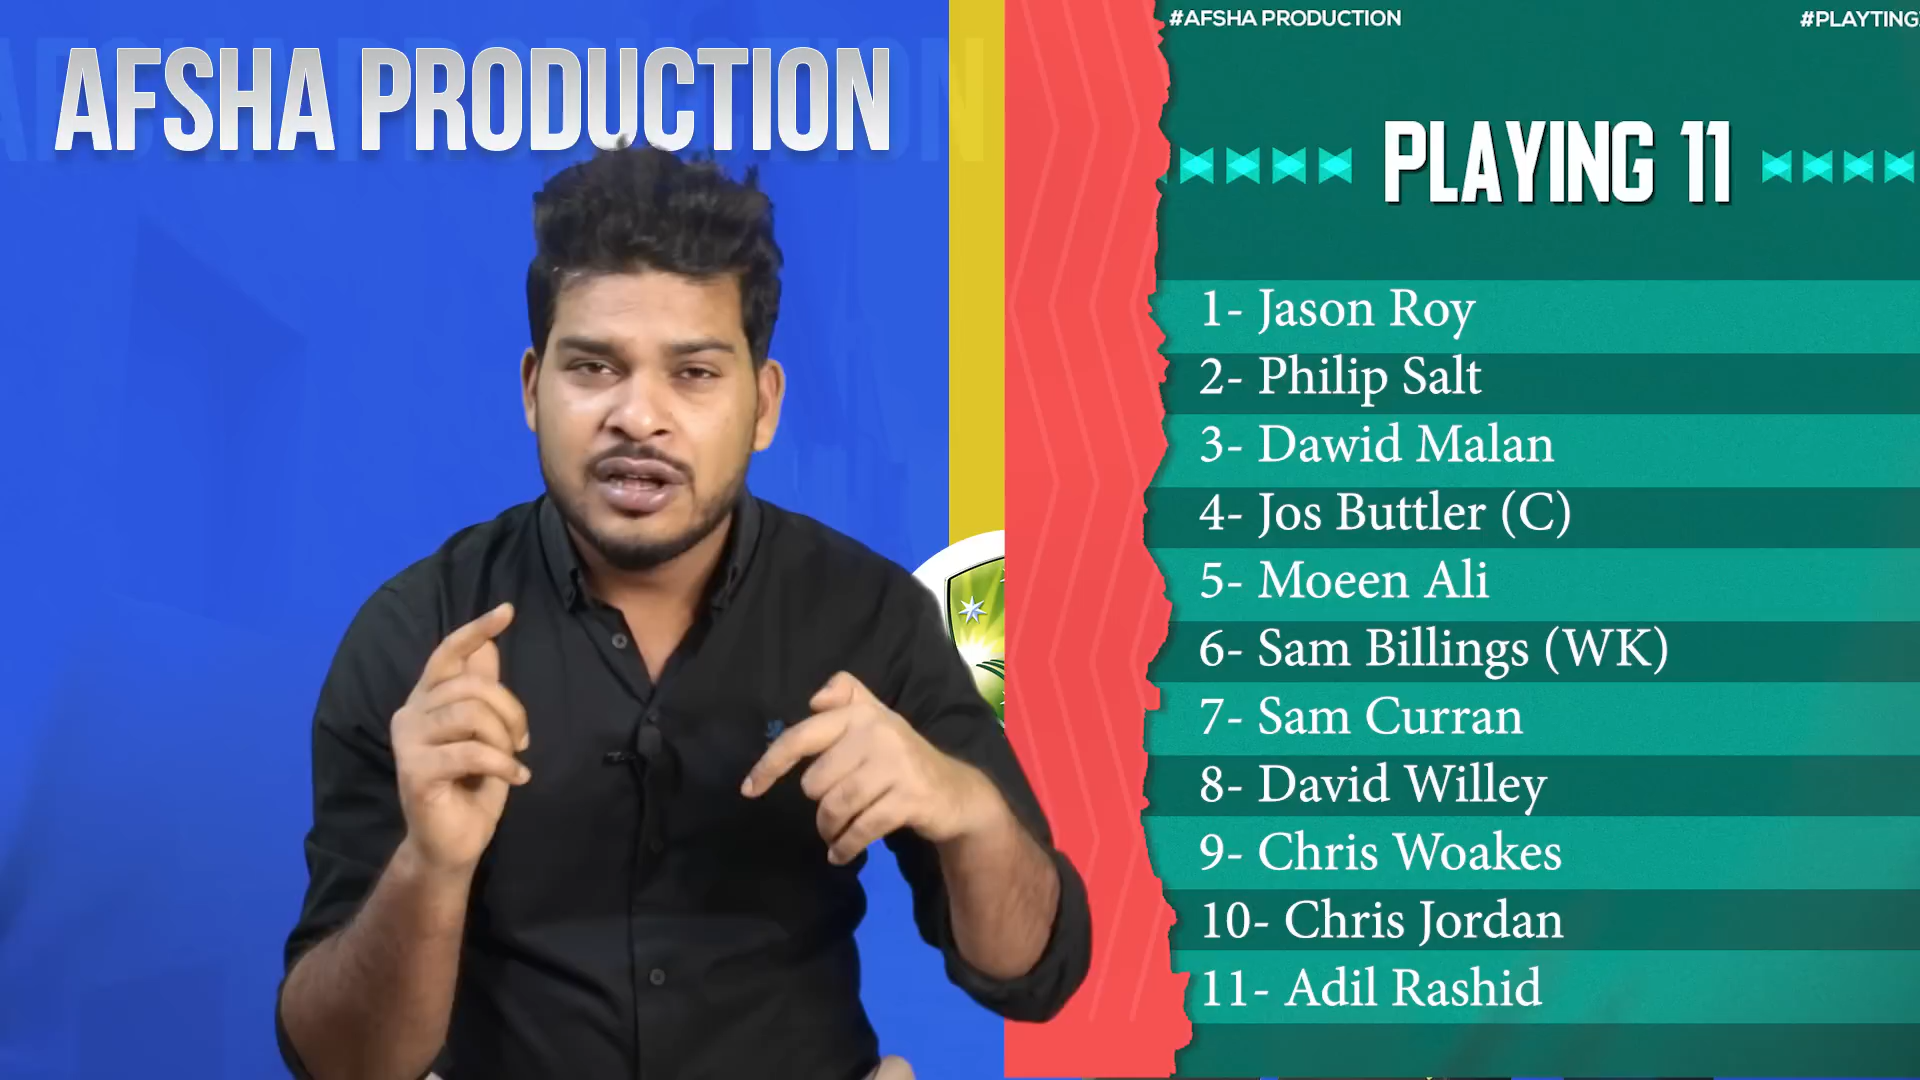 AFSHA PRODUCTION
#AFSHA PRODUCTION
#PLAYTING
PLAYING 11
1- Jason Roy
2- Philip Salt
3- Dawid Malan
4- Jos Buttler (C)
5- Moeen Ali
6- Sam Billings (WK)
7- Sam Curran
8- David Willey
9- Chris Woakes
10- Chris Jordan
11- Adil Rashid